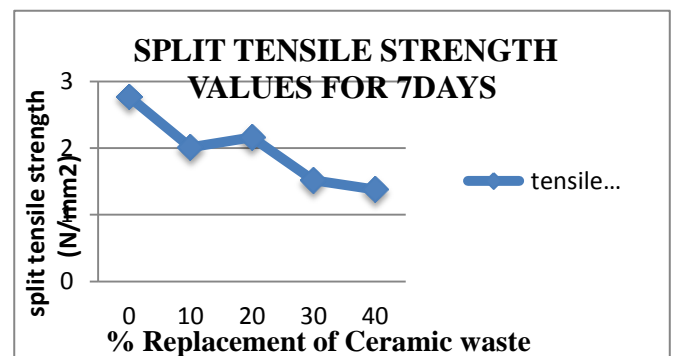 SPLIT TENSILE STRENGTH
VALUES FOR 7DAYS
split tensile strength
(N/mm2)
3
2
1
0
0 10 20 30 40
% Replacement of Ceramic waste
tensile…